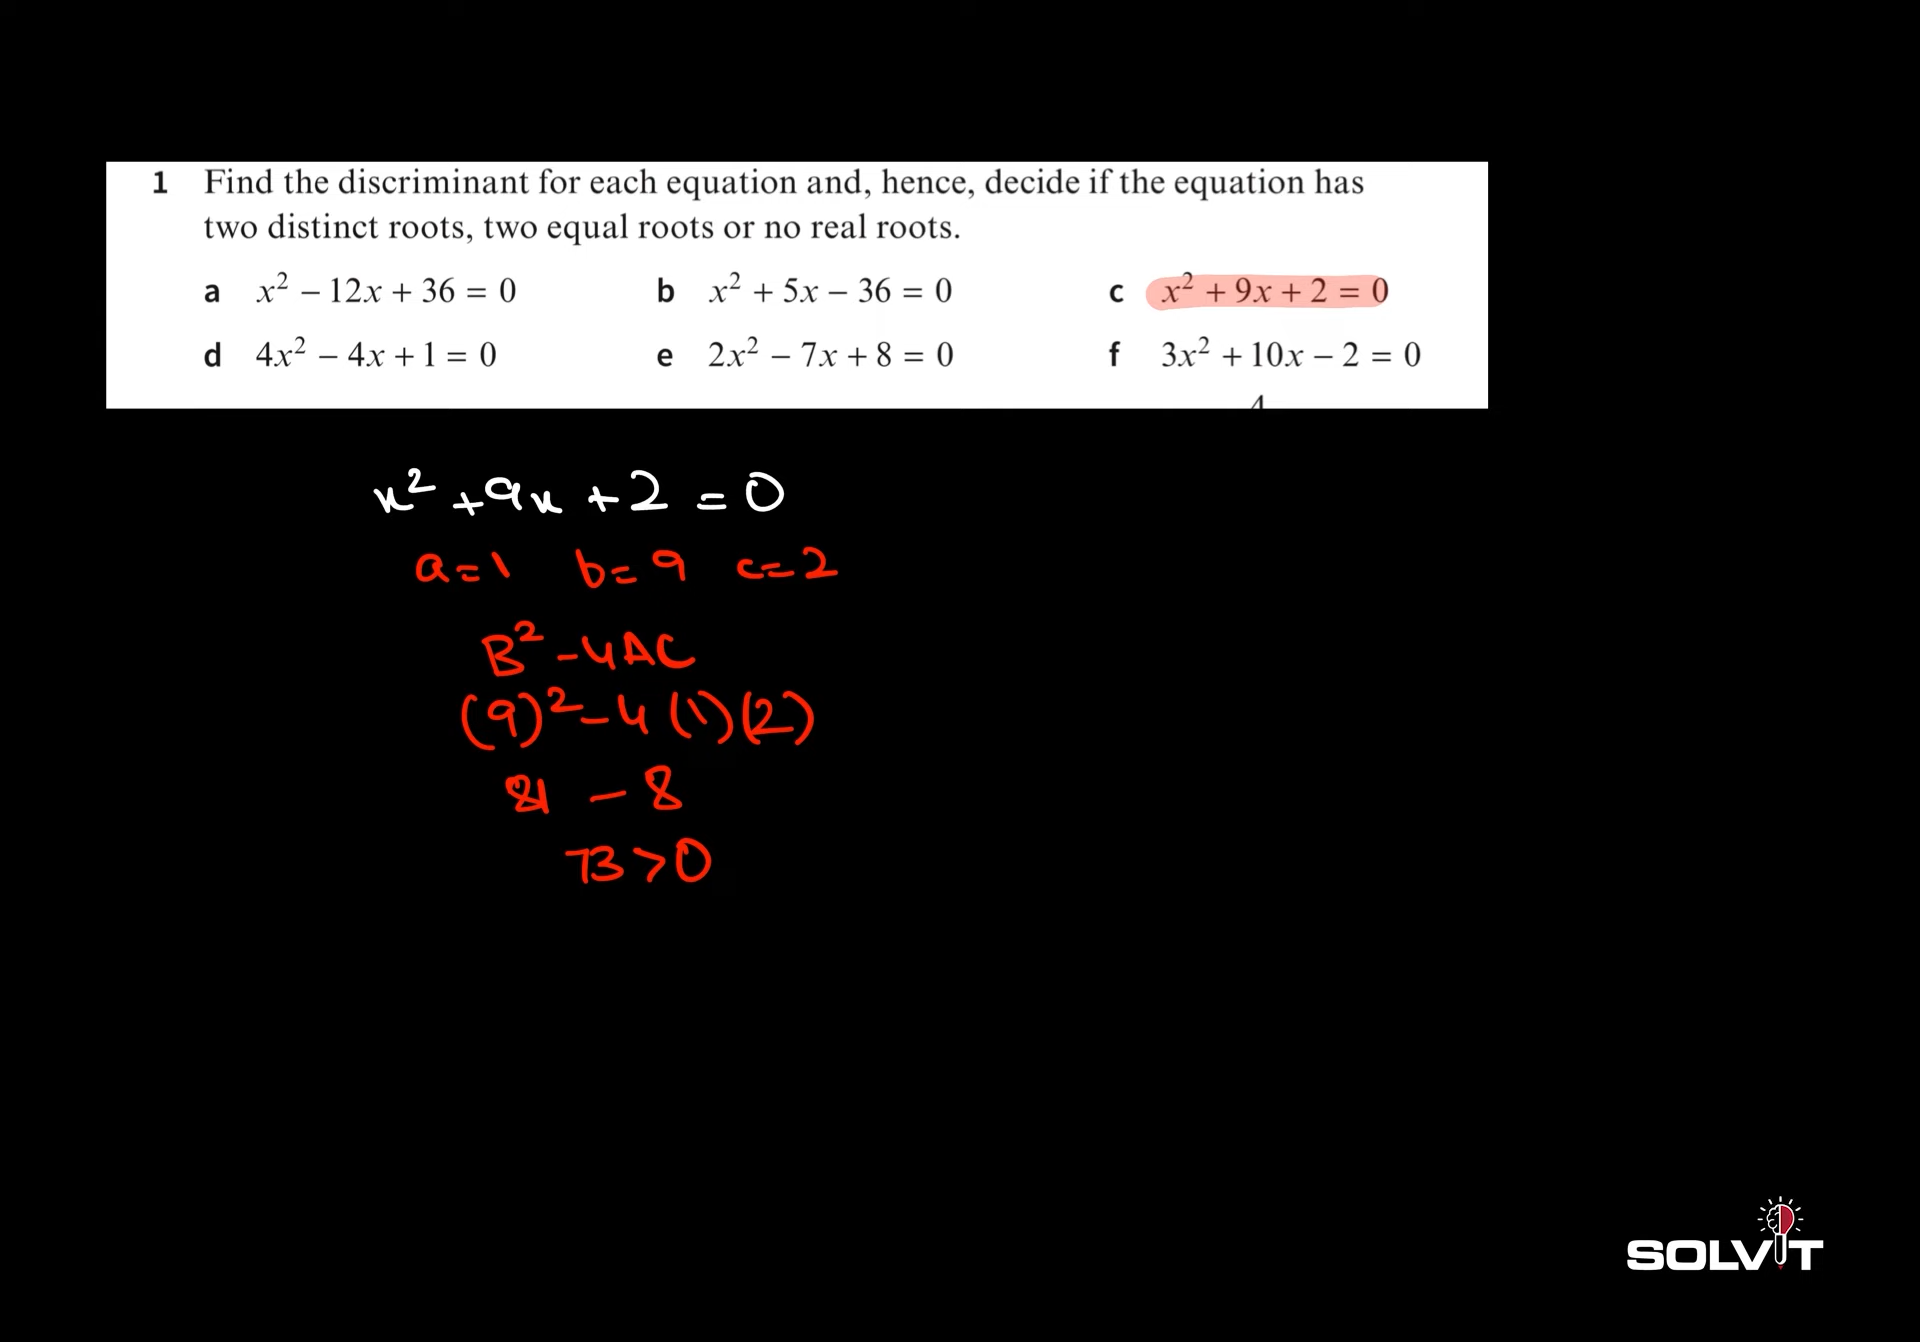 1 Find the discriminant for each equation and, hence, decide if the equation has
two distinct roots, two equal roots or no real roots.
a x² – 12x + 36 = 0 b x² + 5x – 36 = 0 c x² + 9x + 2 = 0
d 4x² – 4x + 1 = 0 e 2x² – 7x + 8 = 0 f 3x² + 10x – 2 = 0
x² + 9x + 2 = 0
a = 1 b = 9 c = 2
B² - 4AC
(9)² - 4 (1)(2)
81 - 8
73 > 0
SOLVIT